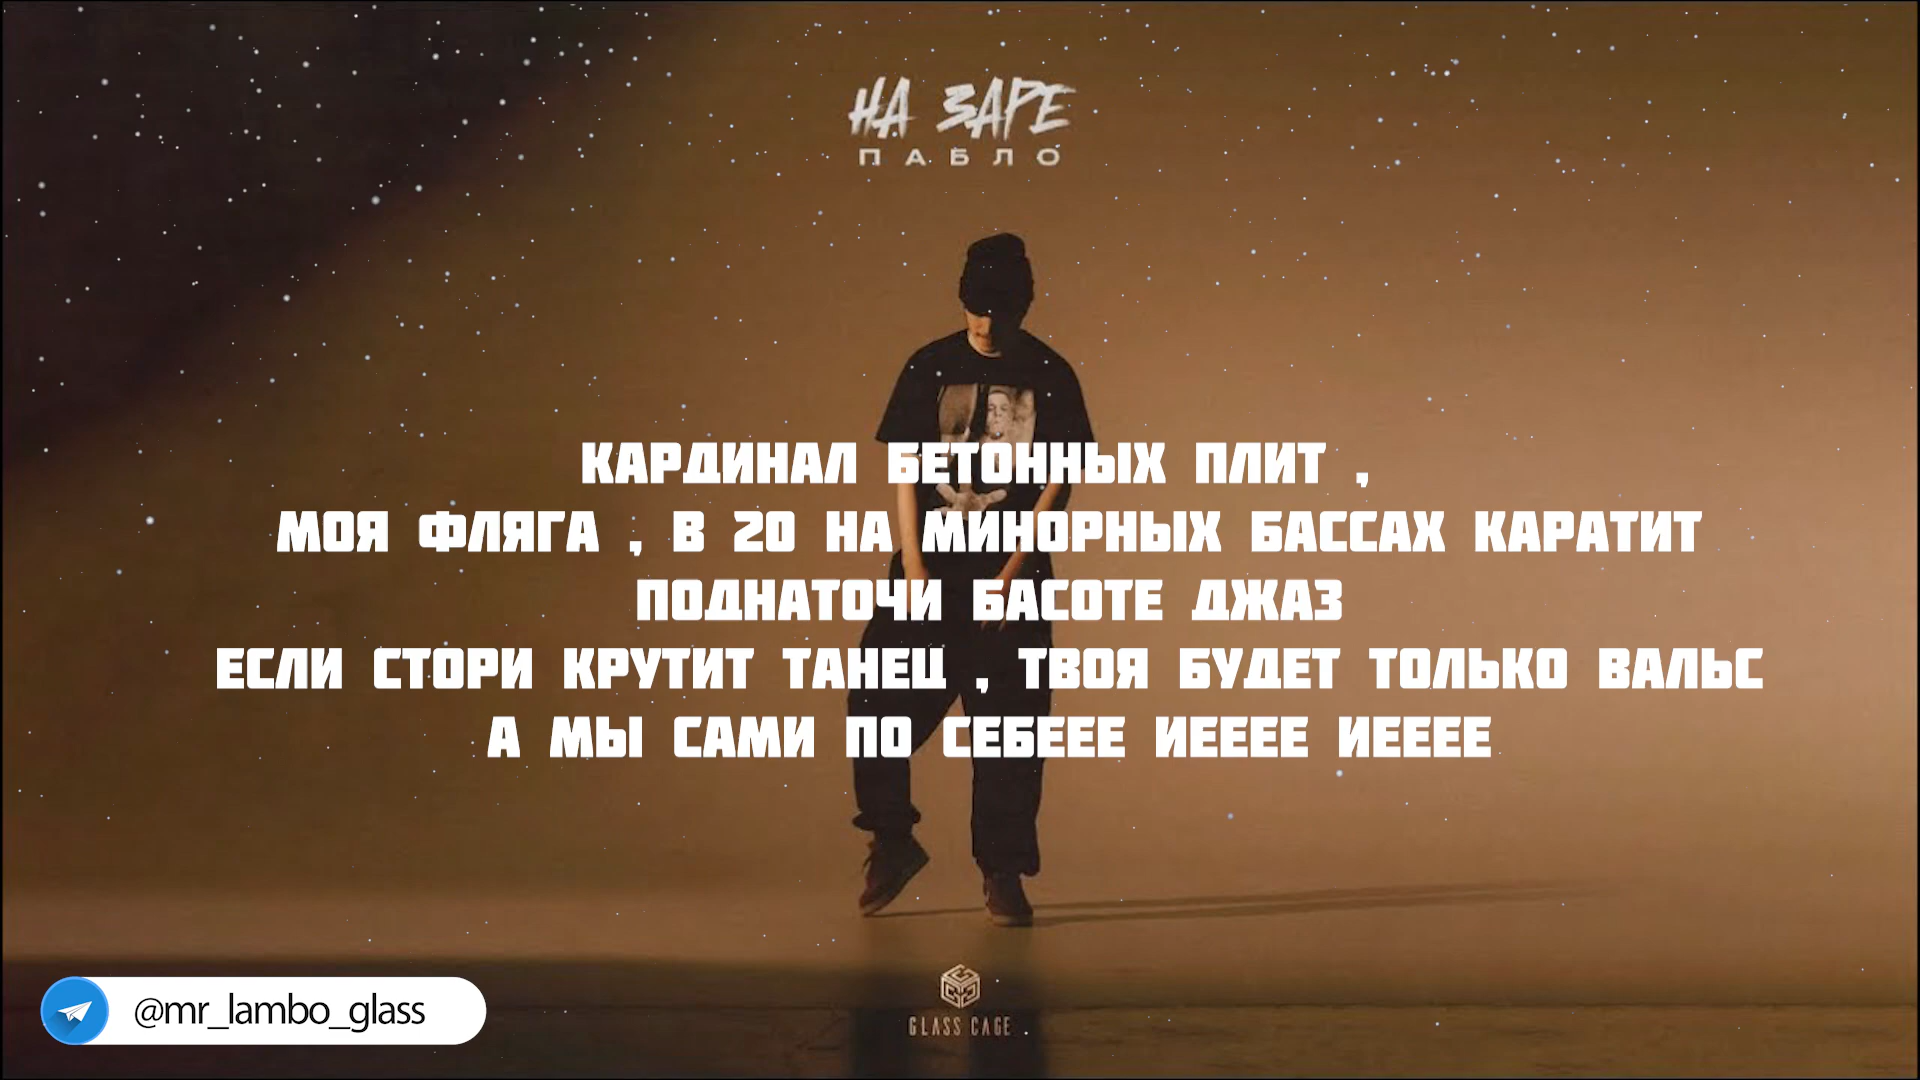 НА ЗАРЕ
ПАБЛО
КАРДИНАЛ БЕТОННЫХ ПЛИТ ,
МОЯ ФЛЯГА , В 20 НА МИНОРНЫХ БАССАХ КАРАТИТ
ПОДНАТОЧИ БАСОТЕ ДЖАЗ
ЕСЛИ СТОРИ КРУТИТ ТАНЕЦ , ТВОЯ БУДЕТ ТОЛЬКО ВАЛЬС
А МЫ САМИ ПО СЕБЕЕЕ ИЕЕЕЕ ИЕЕЕЕ
@mr_lambo_glass
GLASS CAGE